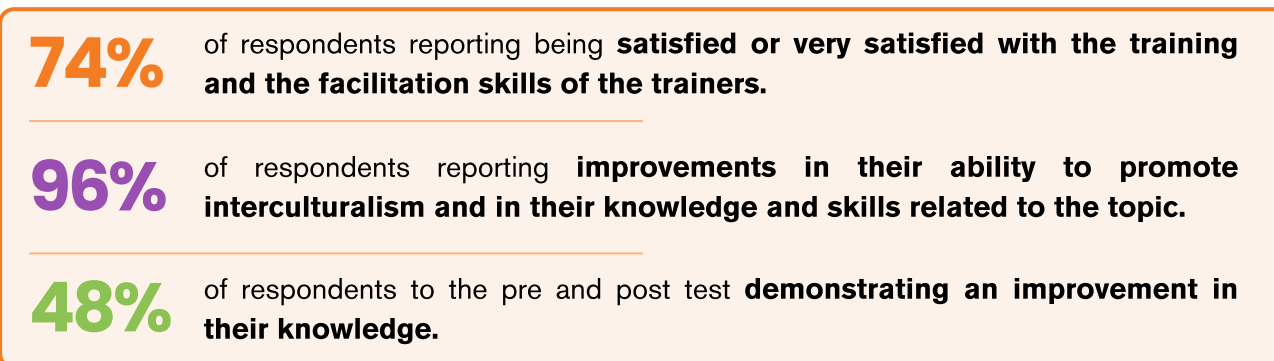 74%
of respondents reporting being satisfied or very satisfied with the training
and the facilitation skills of the trainers.
96%
of respondents reporting improvements in their ability to promote
interculturalism and in their knowledge and skills related to the topic.
48%
of respondents to the pre and post test demonstrating an improvement in
their knowledge.